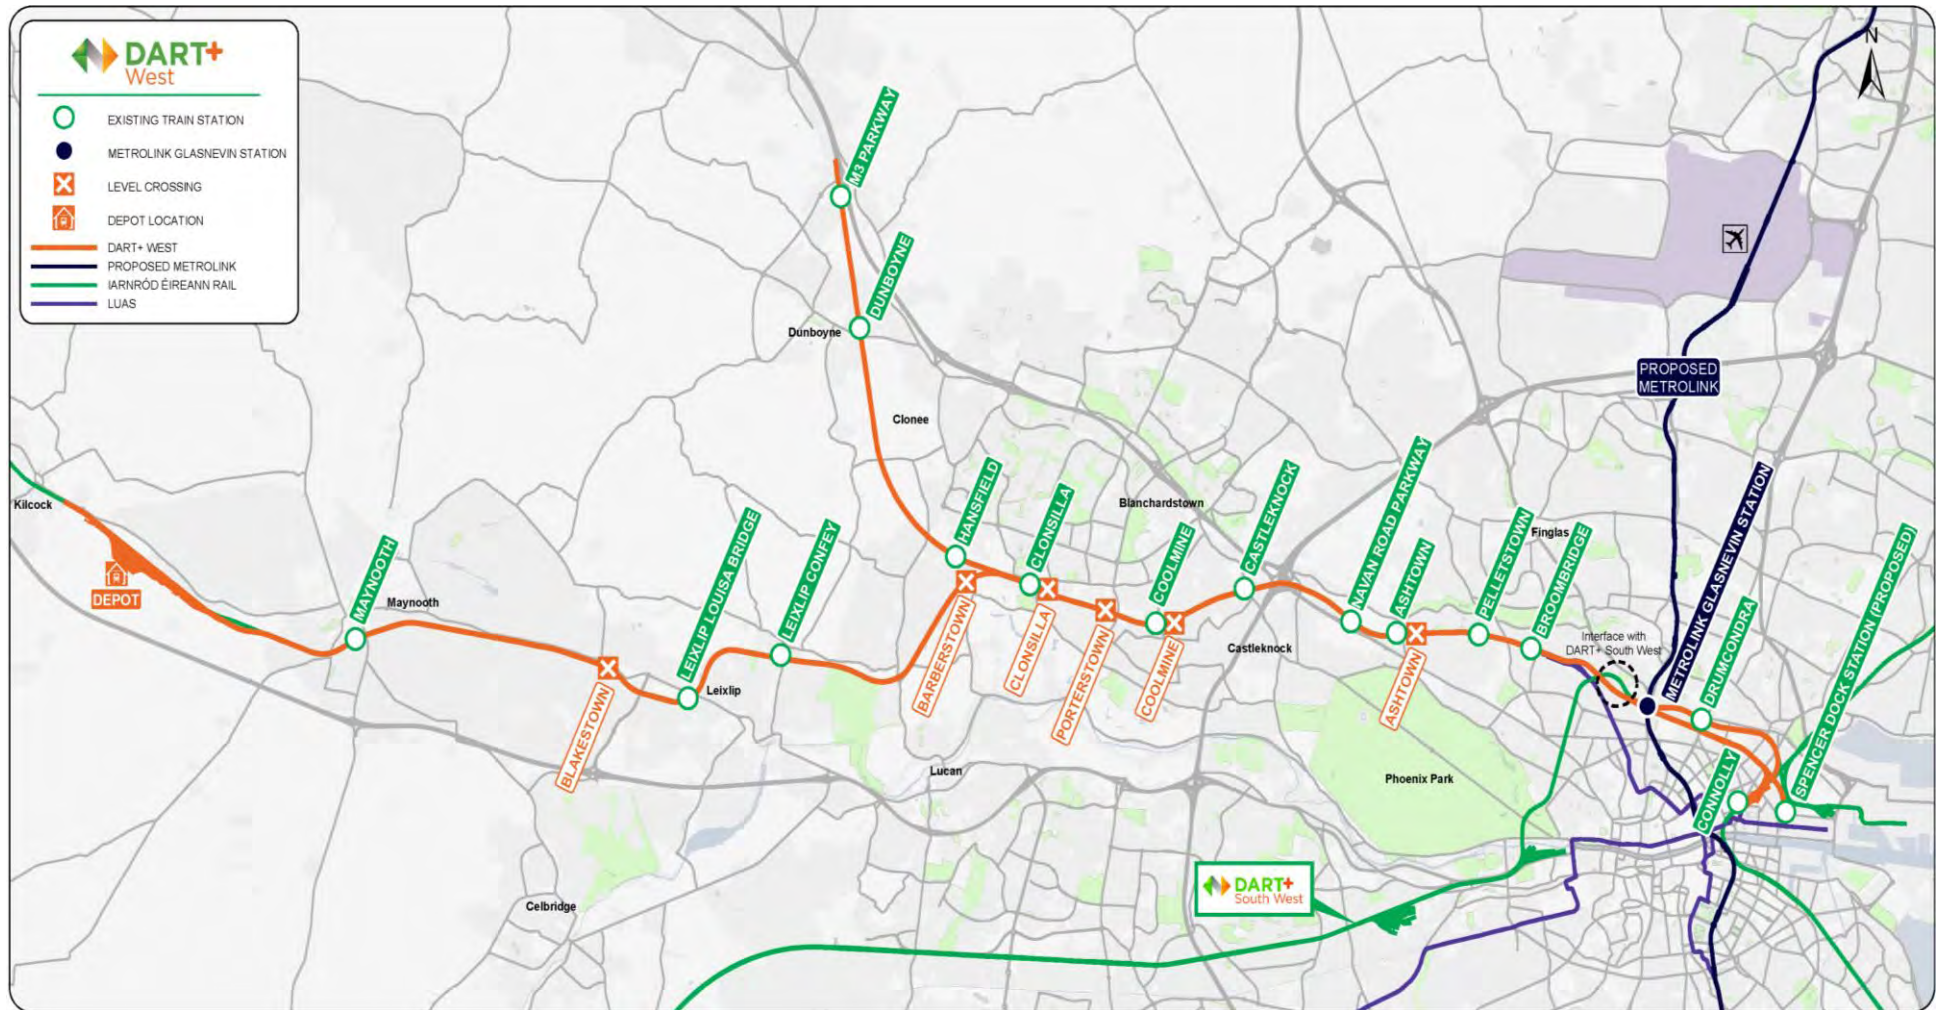 DART+
West
EXISTING TRAIN STATION
METROLINK GLASNEVIN STATION
LEVEL CROSSING
DEPOT LOCATION
DART+ WEST
PROPOSED METROLINK
IARNRÓD ÉIREANN RAIL
LUAS
N
M3 PARKWAY
DUNBOYNE
Dunboyne
PROPOSED
METROLINK
Clonee
Kilcock
DEPOT
MAYNOOTH
Maynooth
BLAKESTOWN
LEIXLIP LOUISA BRIDGE
Leixlip
LEIXLIP CONFEY
HANSFIELD
BARBERSTOWN
CLONSILLA
CLONSILLA
PORTERSTOWN
COOLMINE
COOLMINE
Blanchardstown
CASTLEKNOCK
Castleknock
NAVAN ROAD PARKWAY
ASHTOWN
ASHTOWN
PELLETSTOWN
Finglas
BROOMBRIDGE
Interface with
DART+ South West
METROLINK GLASNEVIN STATION
DRUMCONDRA
SPENCER DOCK STATION (PROPOSED)
CONNOLLY
Lucan
Phoenix Park
Celbridge
DART+
South West